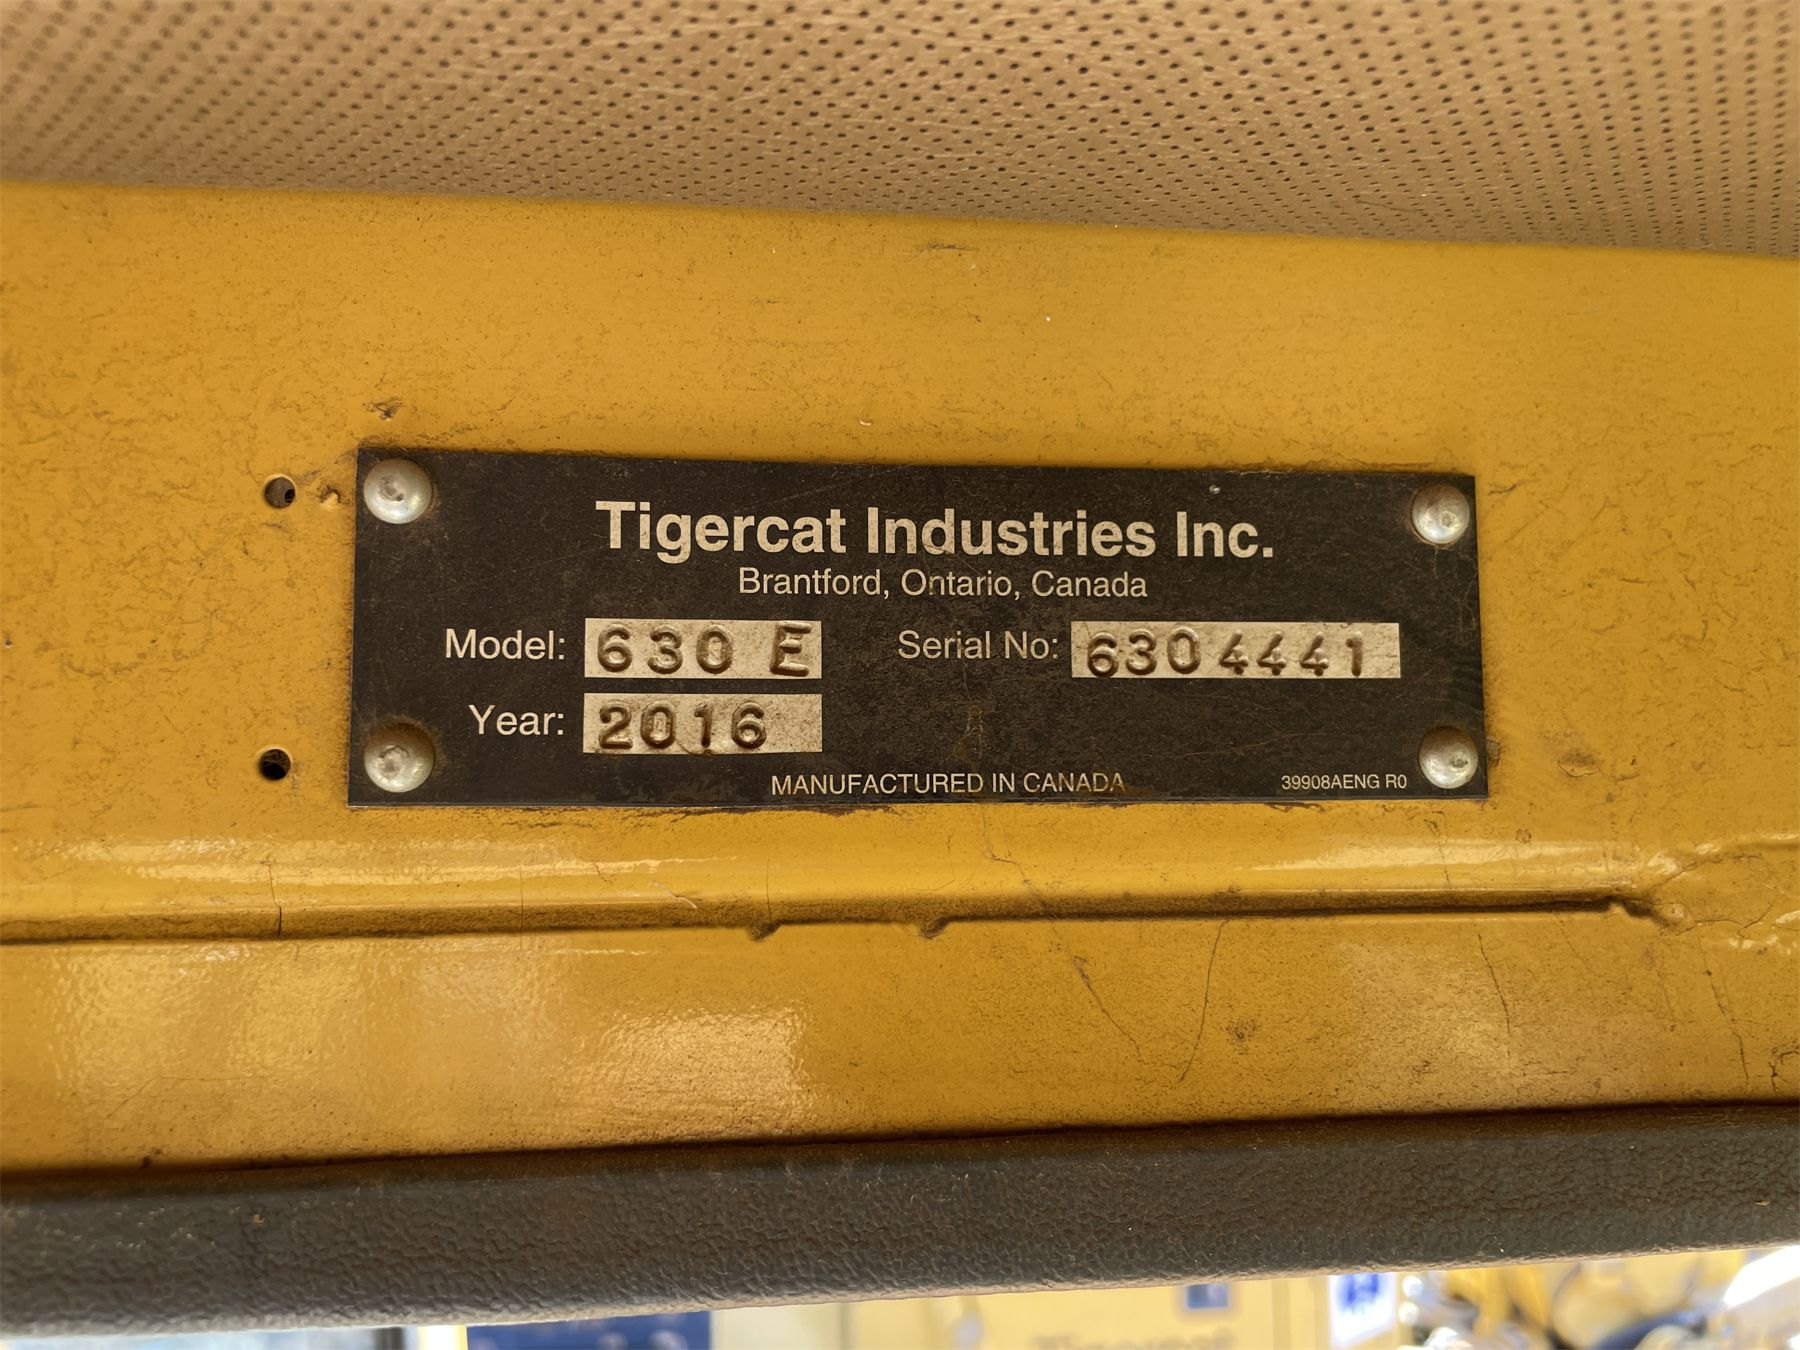 Tigercat Industries Inc.
Brantford, Ontario, Canada
Model: 630 E Serial No: 6304441
Year: 2016
MANUFACTURED IN CANADA 39908AENG R0